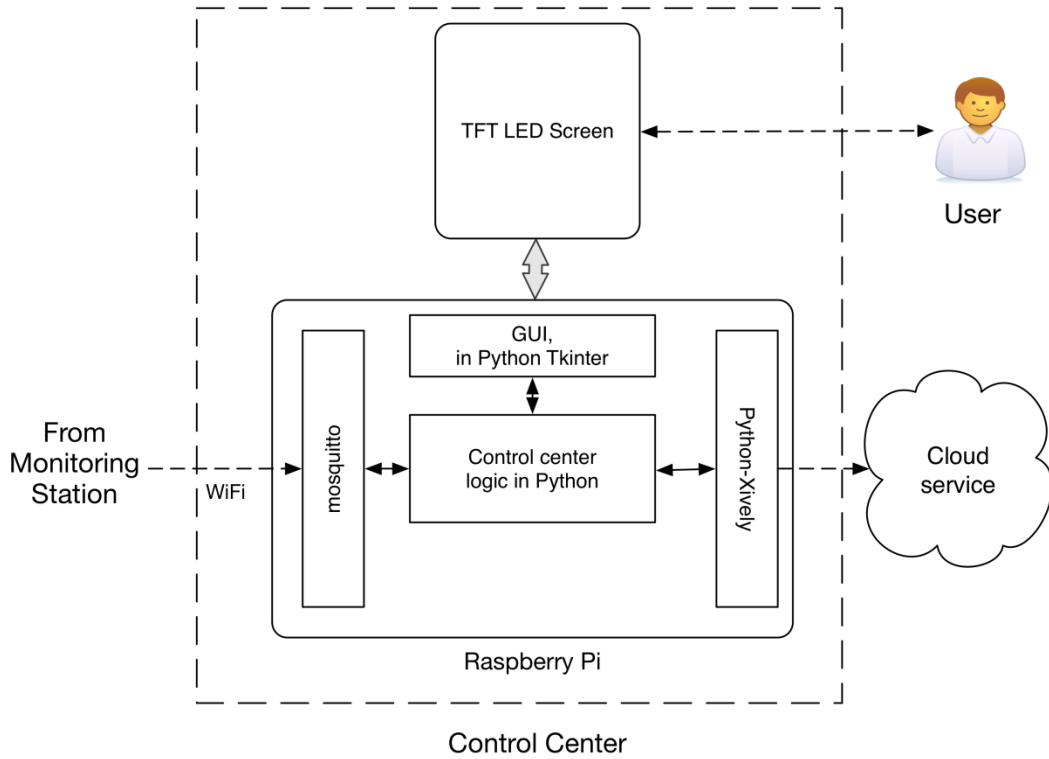 TFT LED Screen
User
GUI,
in Python Tkinter
From
Monitoring
Station
WiFi
mosquitto
Control center
logic in Python
Python-Xively
Cloud
service
Raspberry Pi
Control Center